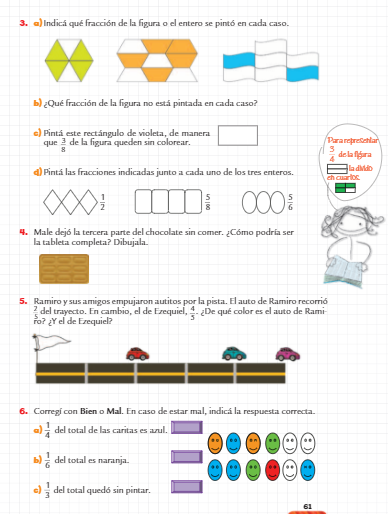 3. a) Indicá qué fracción de la figura o el entero se pintó en cada caso.
b) ¿Qué fracción de la figura no está pintada en cada caso?
c) Pintá este rectángulo de violeta, de manera
que 3/8 de la figura queden sin colorear.
Para representar
3/4 de la figura
la divido
en cuartos.
d) Pintá las fracciones indicadas junto a cada uno de los tres enteros.
1/2 5/8 5/6
4. Male dejó la tercera parte del chocolate sin comer. ¿Cómo podría ser
la tableta completa? Dibujala.
5. Ramiro y sus amigos empujaron autitos por la pista. El auto de Ramiro recorrió
2/5 del trayecto. En cambio, el de Ezequiel, 4/5. ¿De qué color es el auto de Rami-
ro? ¿Y el de Ezequiel?
6. Corregí con Bien o Mal. En caso de estar mal, indicá la respuesta correcta.
a) 1/4 del total de las caritas es azul.
b) 1/6 del total es naranja.
c) 1/3 del total quedó sin pintar.
61